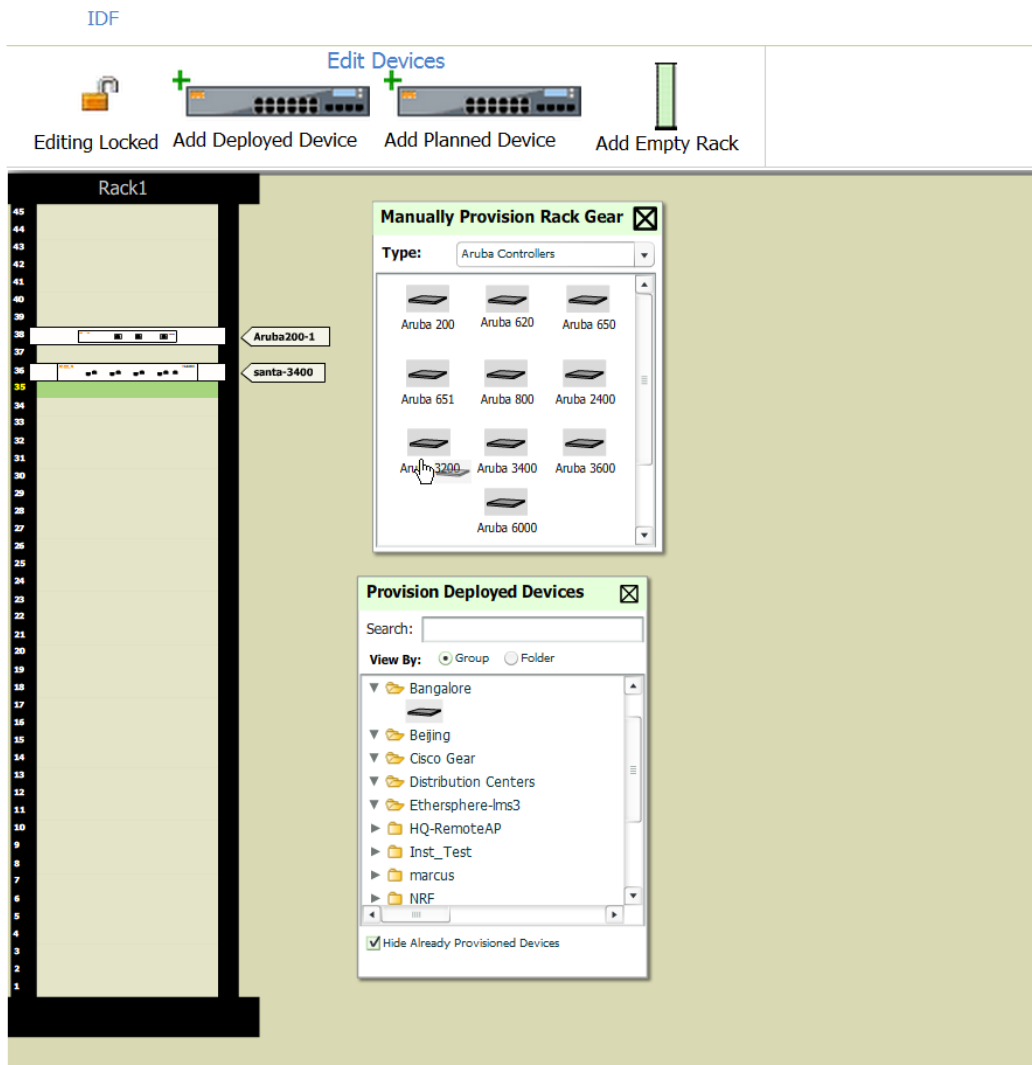 IDF
Edit Devices
Editing Locked Add Deployed Device Add Planned Device Add Empty Rack
Rack1
45
44
43
42
41
40
39
38
37
36
35
34
33
32
31
30
29
28
27
26
25
24
23
22
21
20
19
18
17
16
15
14
13
12
11
10
9
8
7
6
5
4
3
2
1
Aruba200-1
santa-3400
Manually Provision Rack Gear
Type: Aruba Controllers
Aruba 200 Aruba 620 Aruba 650
Aruba 651 Aruba 800 Aruba 2400
Aruba 3200 Aruba 3400 Aruba 3600
Aruba 6000
Provision Deployed Devices
Search:
View By: Group Folder
Bangalore
Beijing
Cisco Gear
Distribution Centers
Ethersphere-lms3
HQ-RemoteAP
Inst_Test
marcus
NRF
Hide Already Provisioned Devices